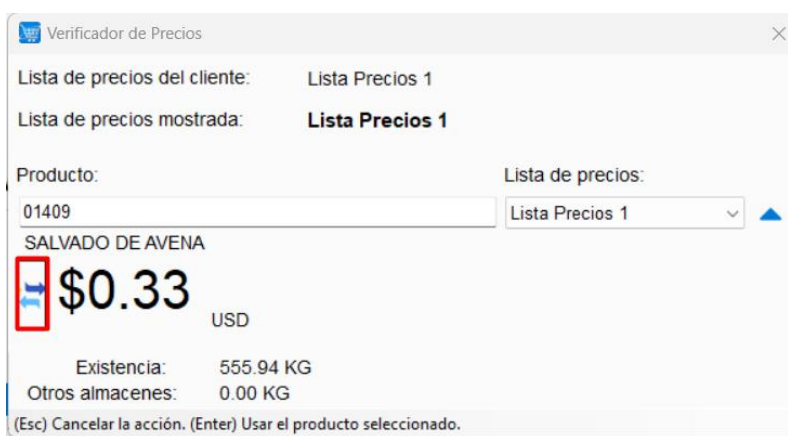 Verificador de Precios
Lista de precios del cliente: Lista Precios 1
Lista de precios mostrada: Lista Precios 1
Producto: Lista de precios:
01409 Lista Precios 1
SALVADO DE AVENA
$0.33 USD
Existencia: 555.94 KG
Otros almacenes: 0.00 KG
(Esc) Cancelar la acción. (Enter) Usar el producto seleccionado.